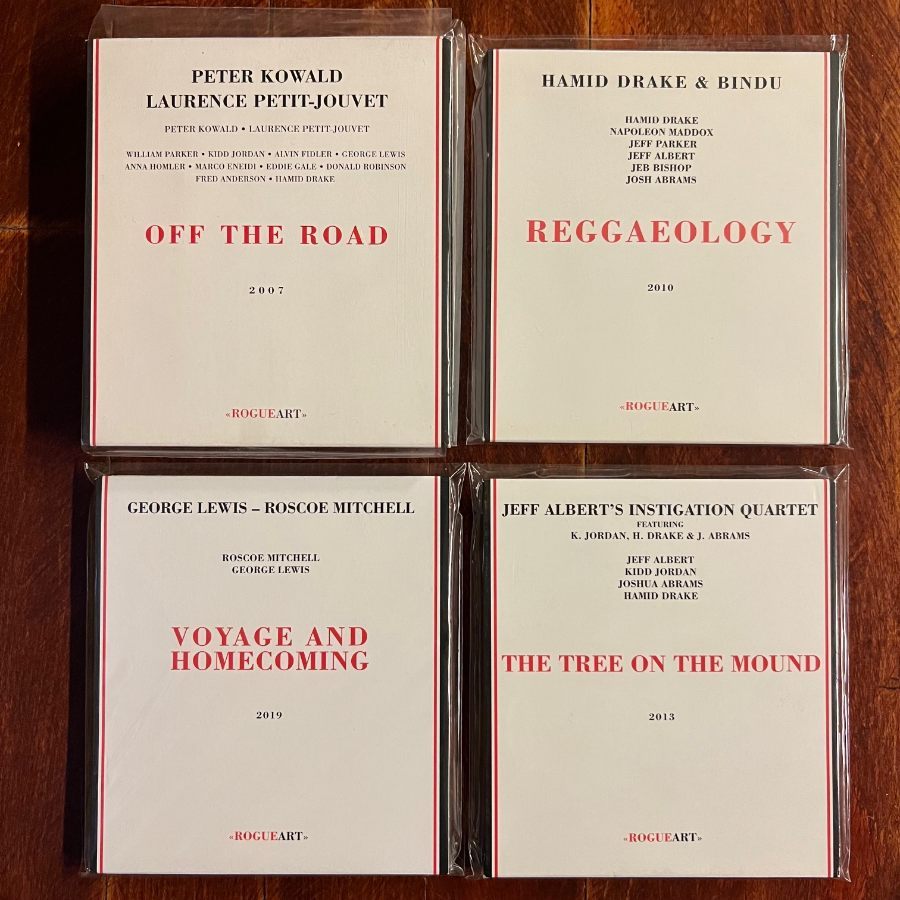 PETER KOWALD
LAURENCE PETIT-JOUVET
PETER KOWALD • LAURENCE PETIT-JOUVET
WILLIAM PARKER • KIDD JORDAN • ALVIN FIDLER • GEORGE LEWIS
ANNA HOMLER • MARCO ENEIDI • EDDIE GALE • DONALD ROBINSON
FRED ANDERSON • HAMID DRAKE
OFF THE ROAD
2007
«ROGUEART»
HAMID DRAKE & BINDU
HAMID DRAKE
NAPOLEON MADDOX
JEFF PARKER
JEFF ALBERT
JEB BISHOP
JOSH ABRAMS
REGGAEOLOGY
2010
«ROGUEART»
GEORGE LEWIS – ROSCOE MITCHELL
ROSCOE MITCHELL
GEORGE LEWIS
VOYAGE AND
HOMECOMING
2019
«ROGUEART»
JEFF ALBERT'S INSTIGATION QUARTET
FEATURING
K. JORDAN, H. DRAKE & J. ABRAMS
JEFF ALBERT
KIDD JORDAN
JOSHUA ABRAMS
HAMID DRAKE
THE TREE ON THE MOUND
2013
«ROGUEART»